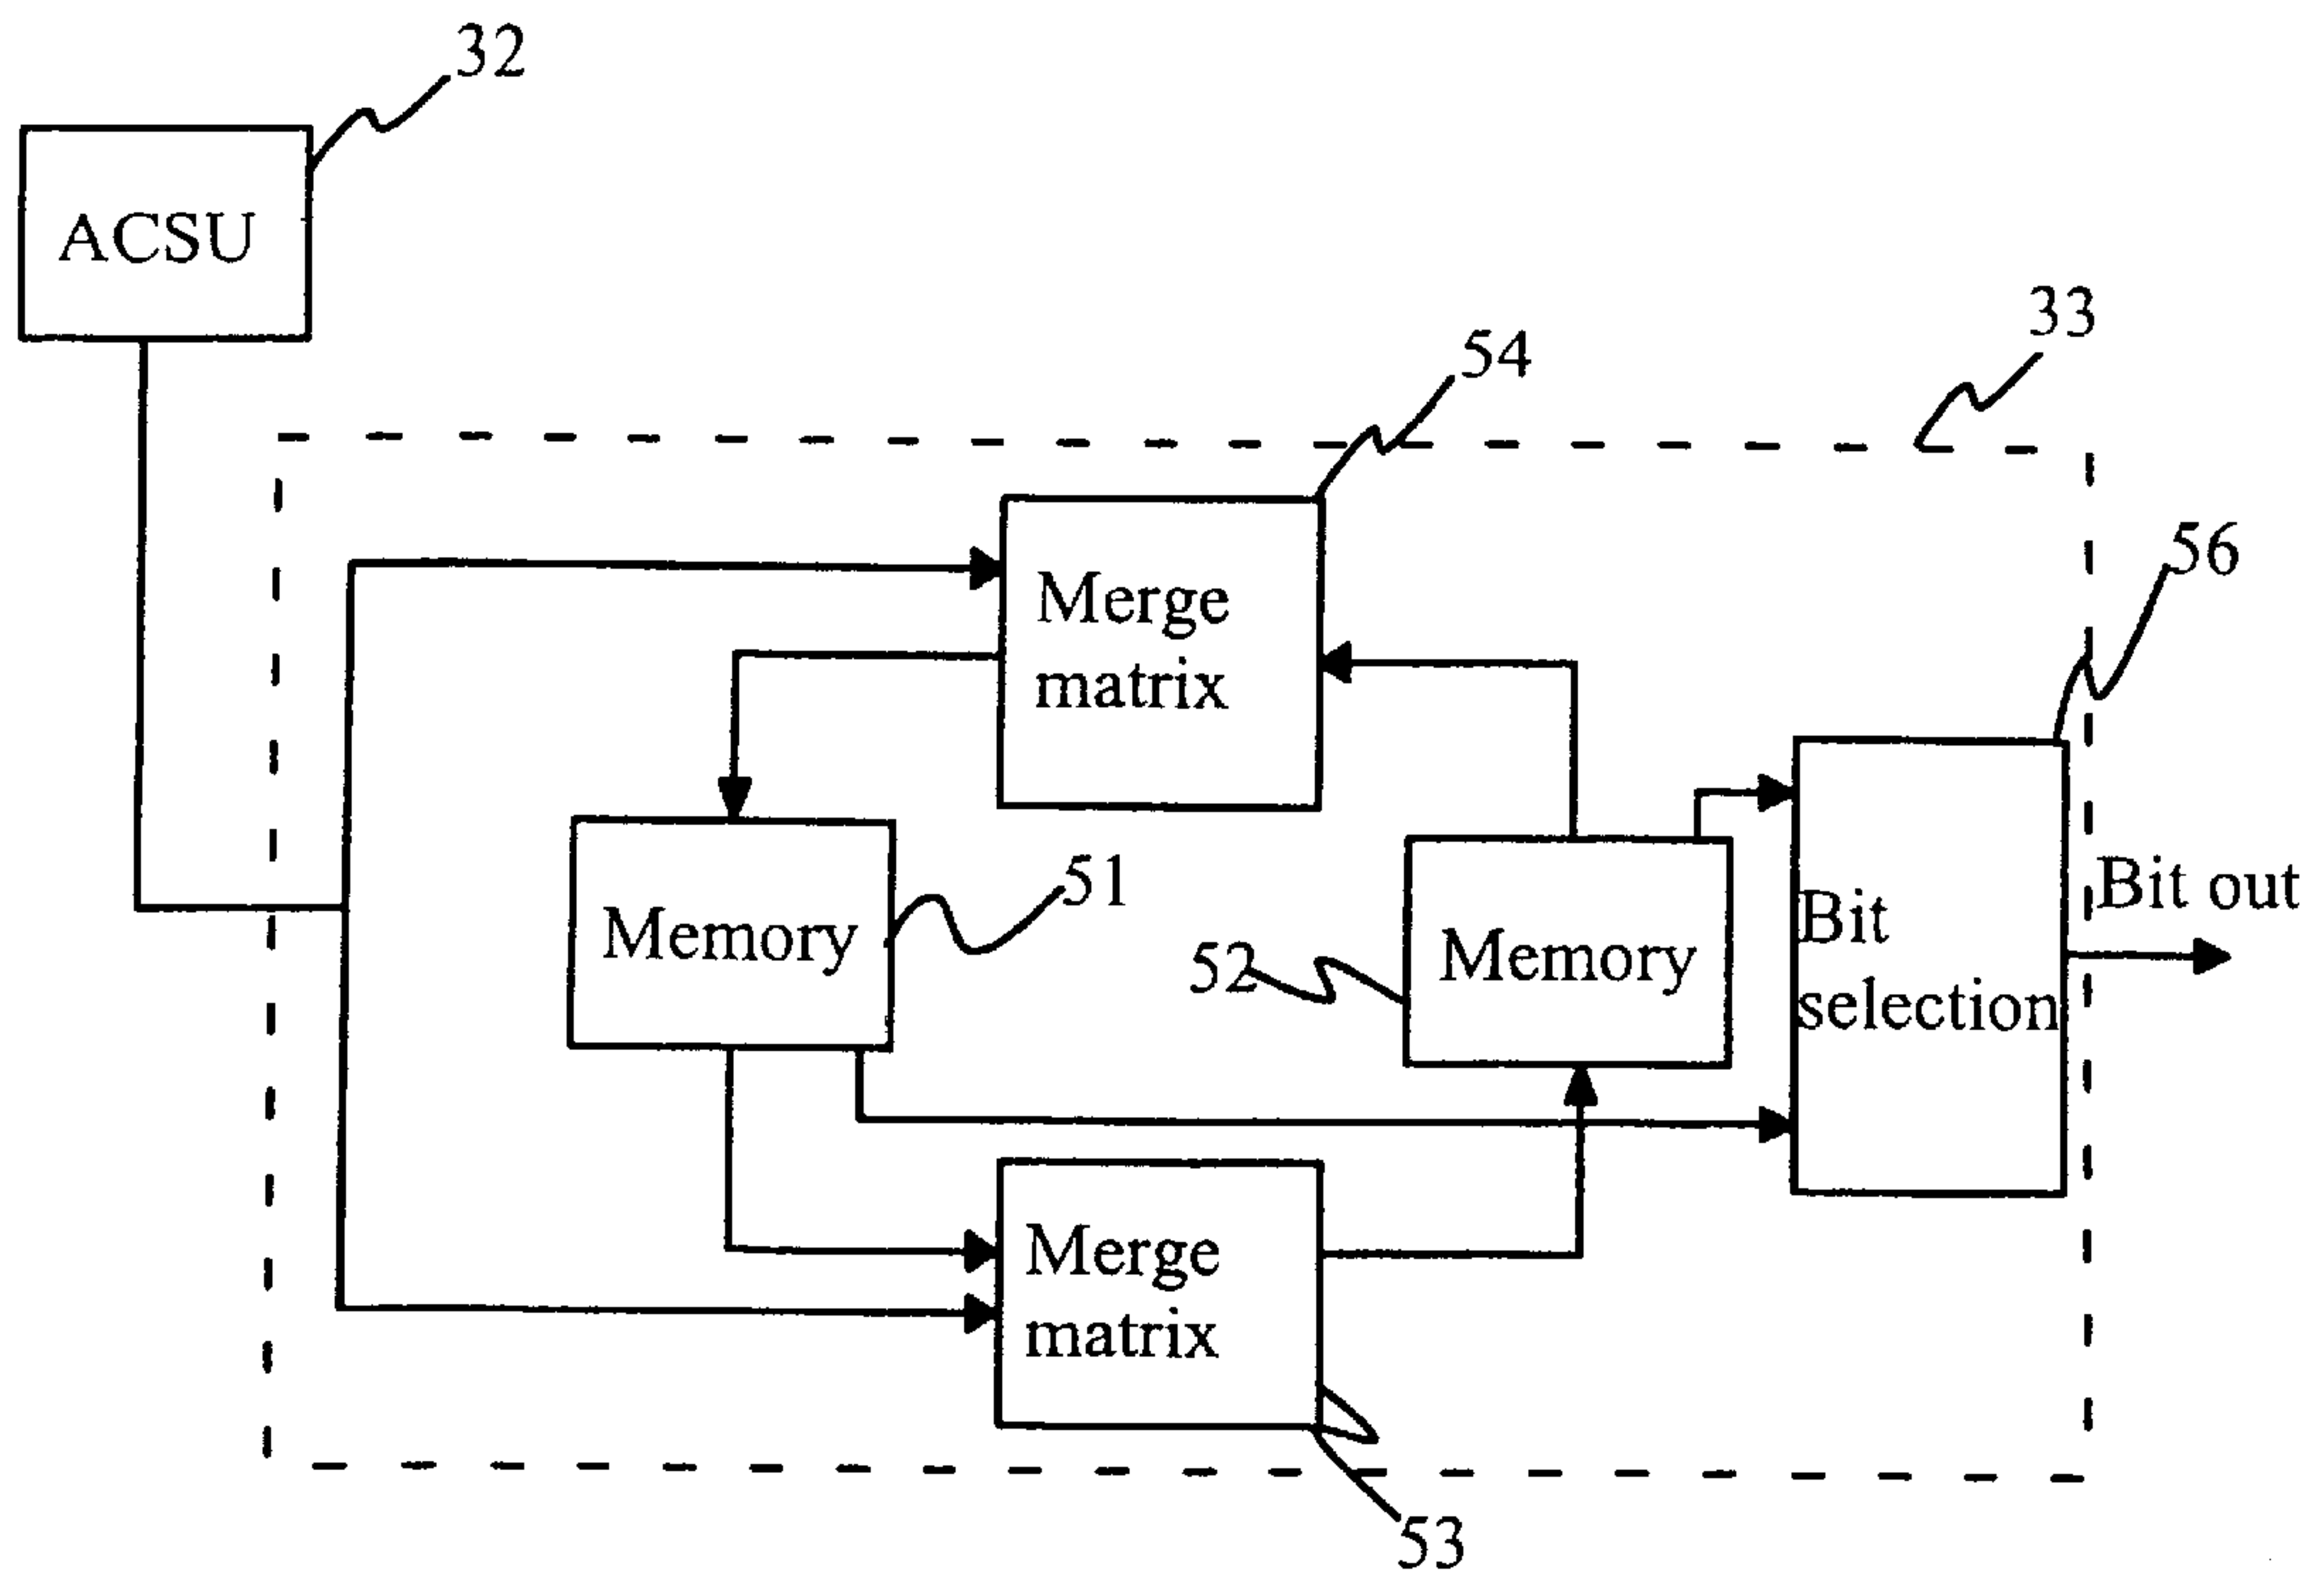 32
ACSU
33
54
Merge
matrix
56
51
Memory
52
Memory
Bit
selection
Bit out
Merge
matrix
53